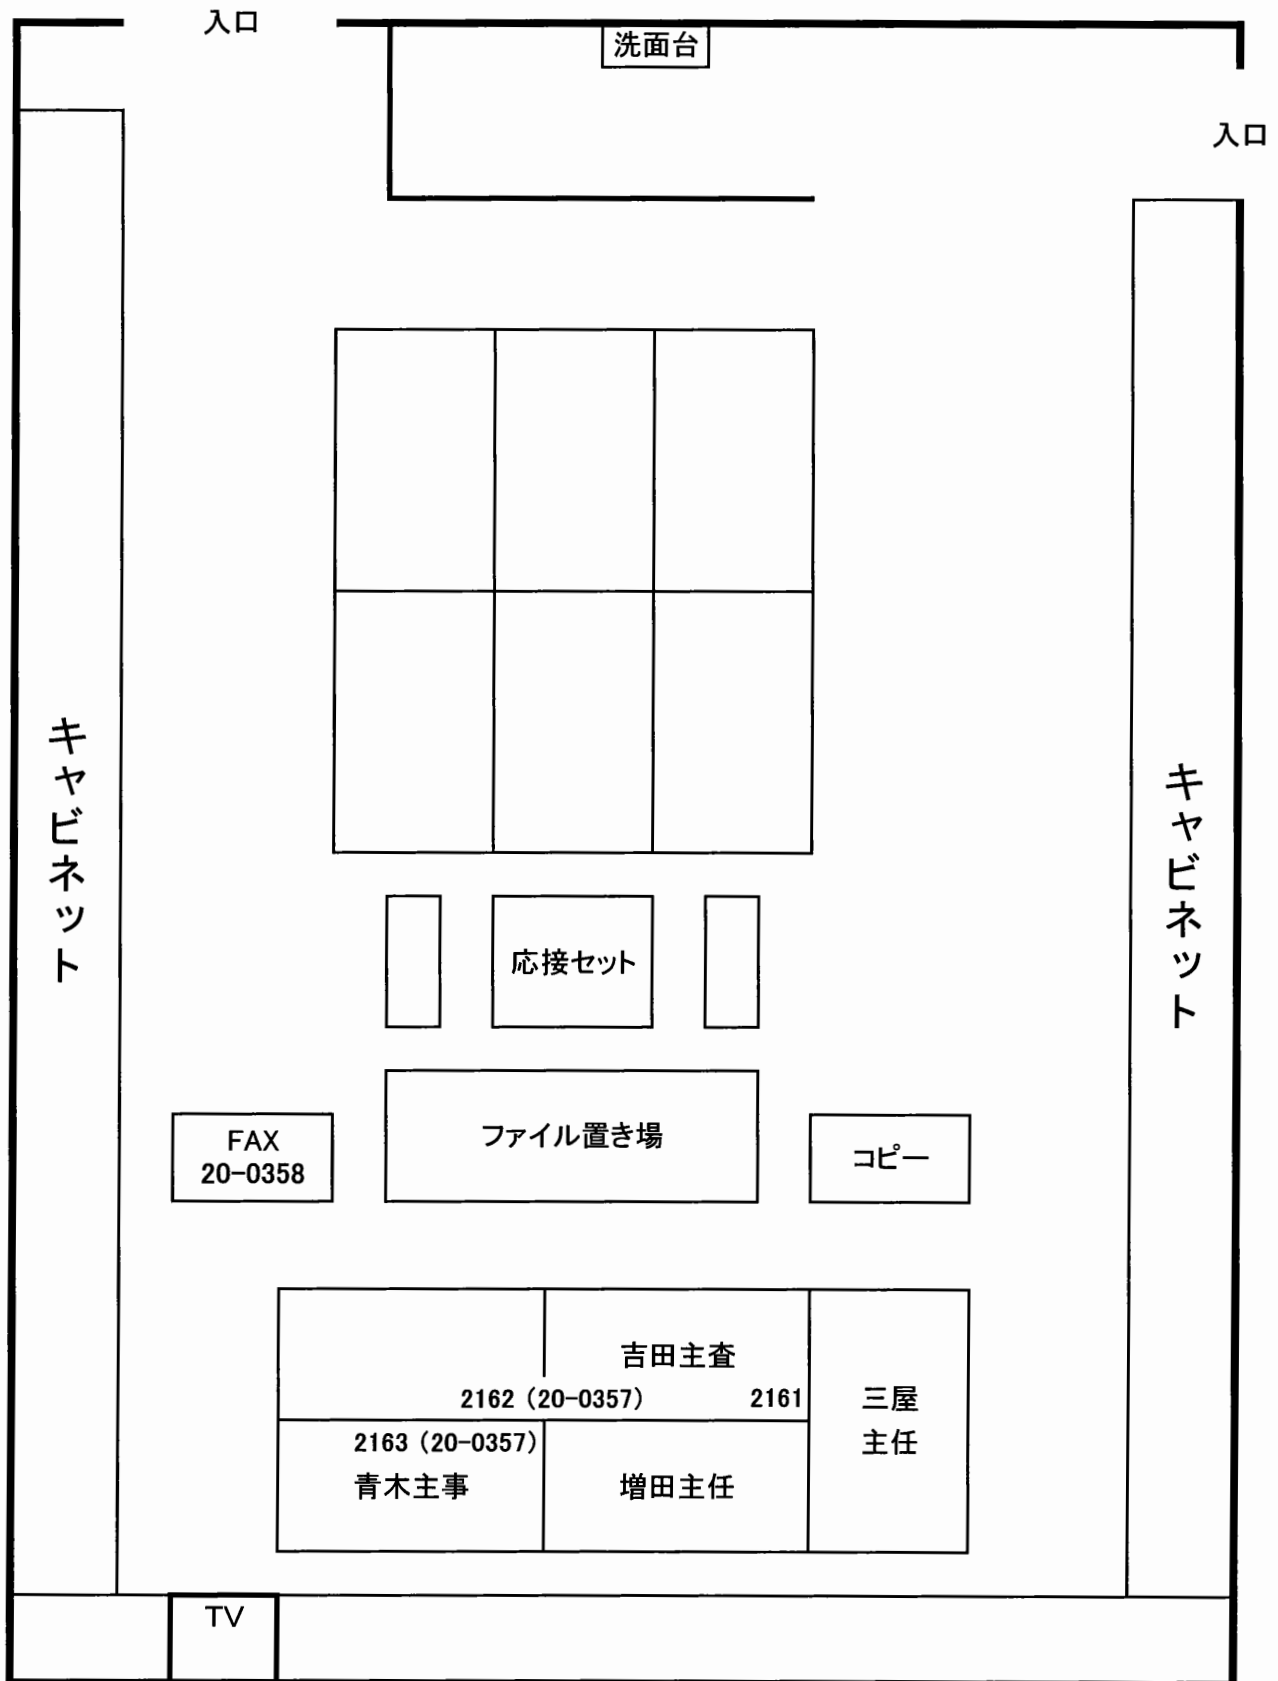 入口
洗面台
入口
キャビネット
キャビネット
応接セット
ファイル置き場
FAX
20-0358
コピー
吉田主査
2162（20-0357）
2161
三屋
主任
2163（20-0357）
青木主事
増田主任
TV